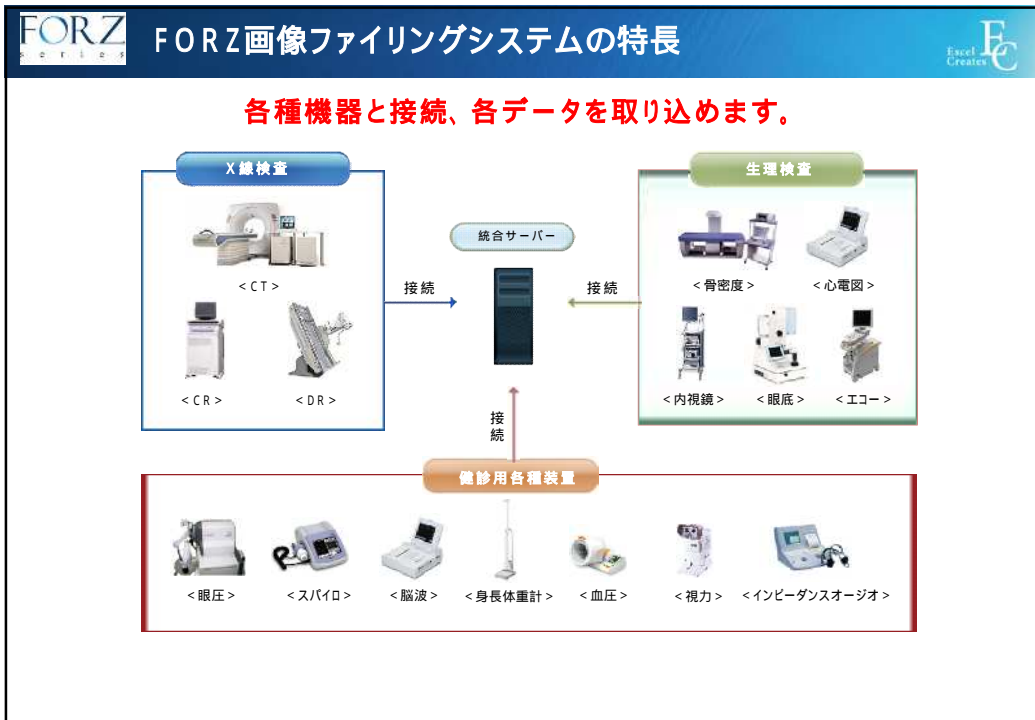 FORZ
series
FORZ画像ファイリングシステムの特長
Excel
Creates
EC
各種機器と接続、各データを取り込めます。
X線検査
<CT>
<CR>
<DR>
接続
統合サーバー
接続
生理検査
<骨密度>
<心電図>
<内視鏡>
<眼底>
<エコー>
接
続
健診用各種装置
<眼圧>
<スパイロ>
<脳波>
<身長体重計>
<血圧>
<視力>
<インピーダンスオージオ>